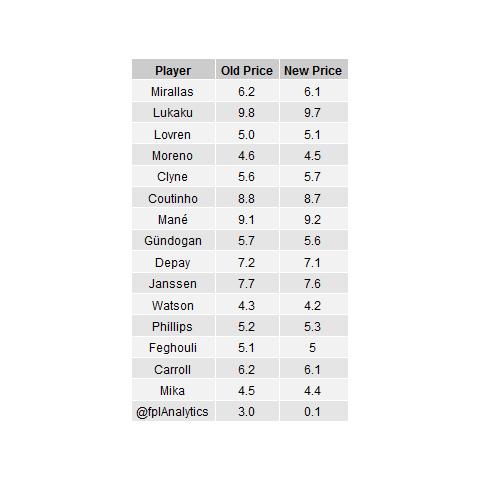 Player Old Price New Price
Mirallas 6.2 6.1
Lukaku 9.8 9.7
Lovren 5.0 5.1
Moreno 4.6 4.5
Clyne 5.6 5.7
Coutinho 8.8 8.7
Mané 9.1 9.2
Gündogan 5.7 5.6
Depay 7.2 7.1
Janssen 7.7 7.6
Watson 4.3 4.2
Phillips 5.2 5.3
Feghouli 5.1 5
Carroll 6.2 6.1
Mika 4.5 4.4
@fplAnalytics 3.0 0.1